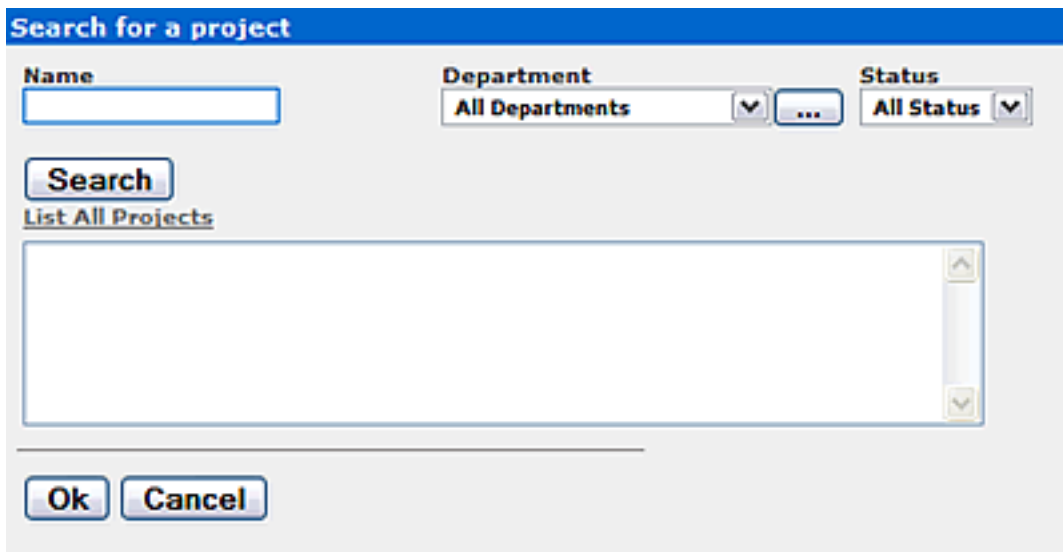 Search for a project
Name Department Status
All Departments ... All Status
Search
List All Projects
Ok Cancel